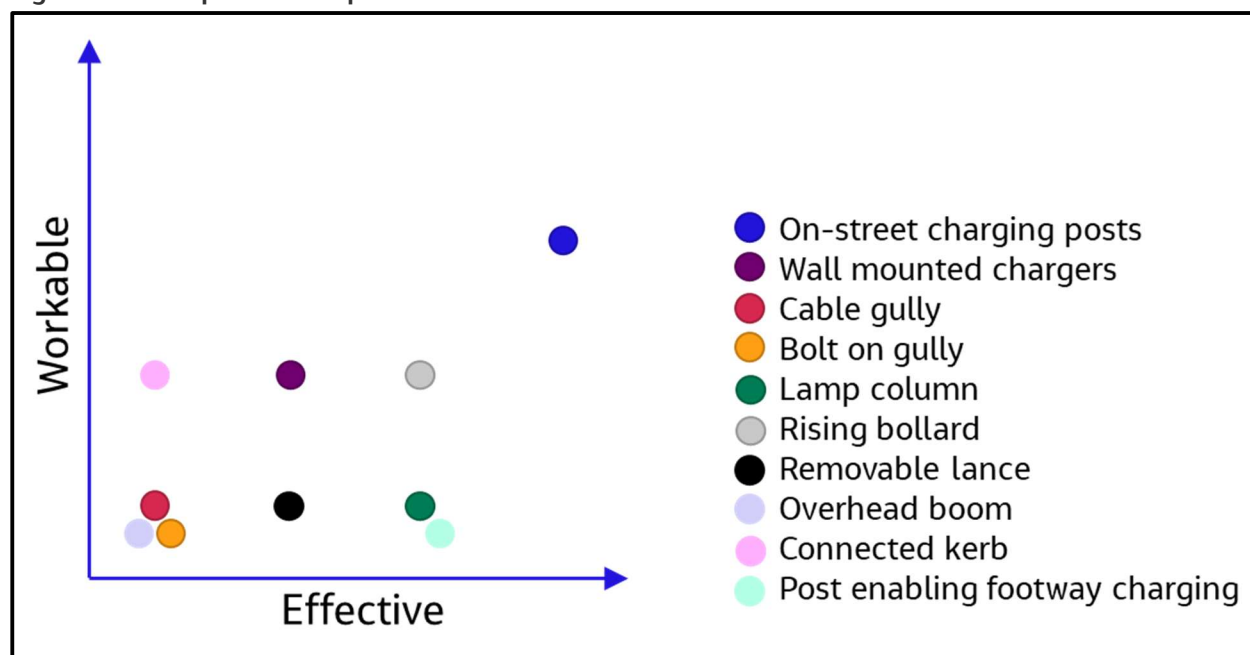 Workable
Effective
On-street charging posts
Wall mounted chargers
Cable gully
Bolt on gully
Lamp column
Rising bollard
Removable lance
Overhead boom
Connected kerb
Post enabling footway charging